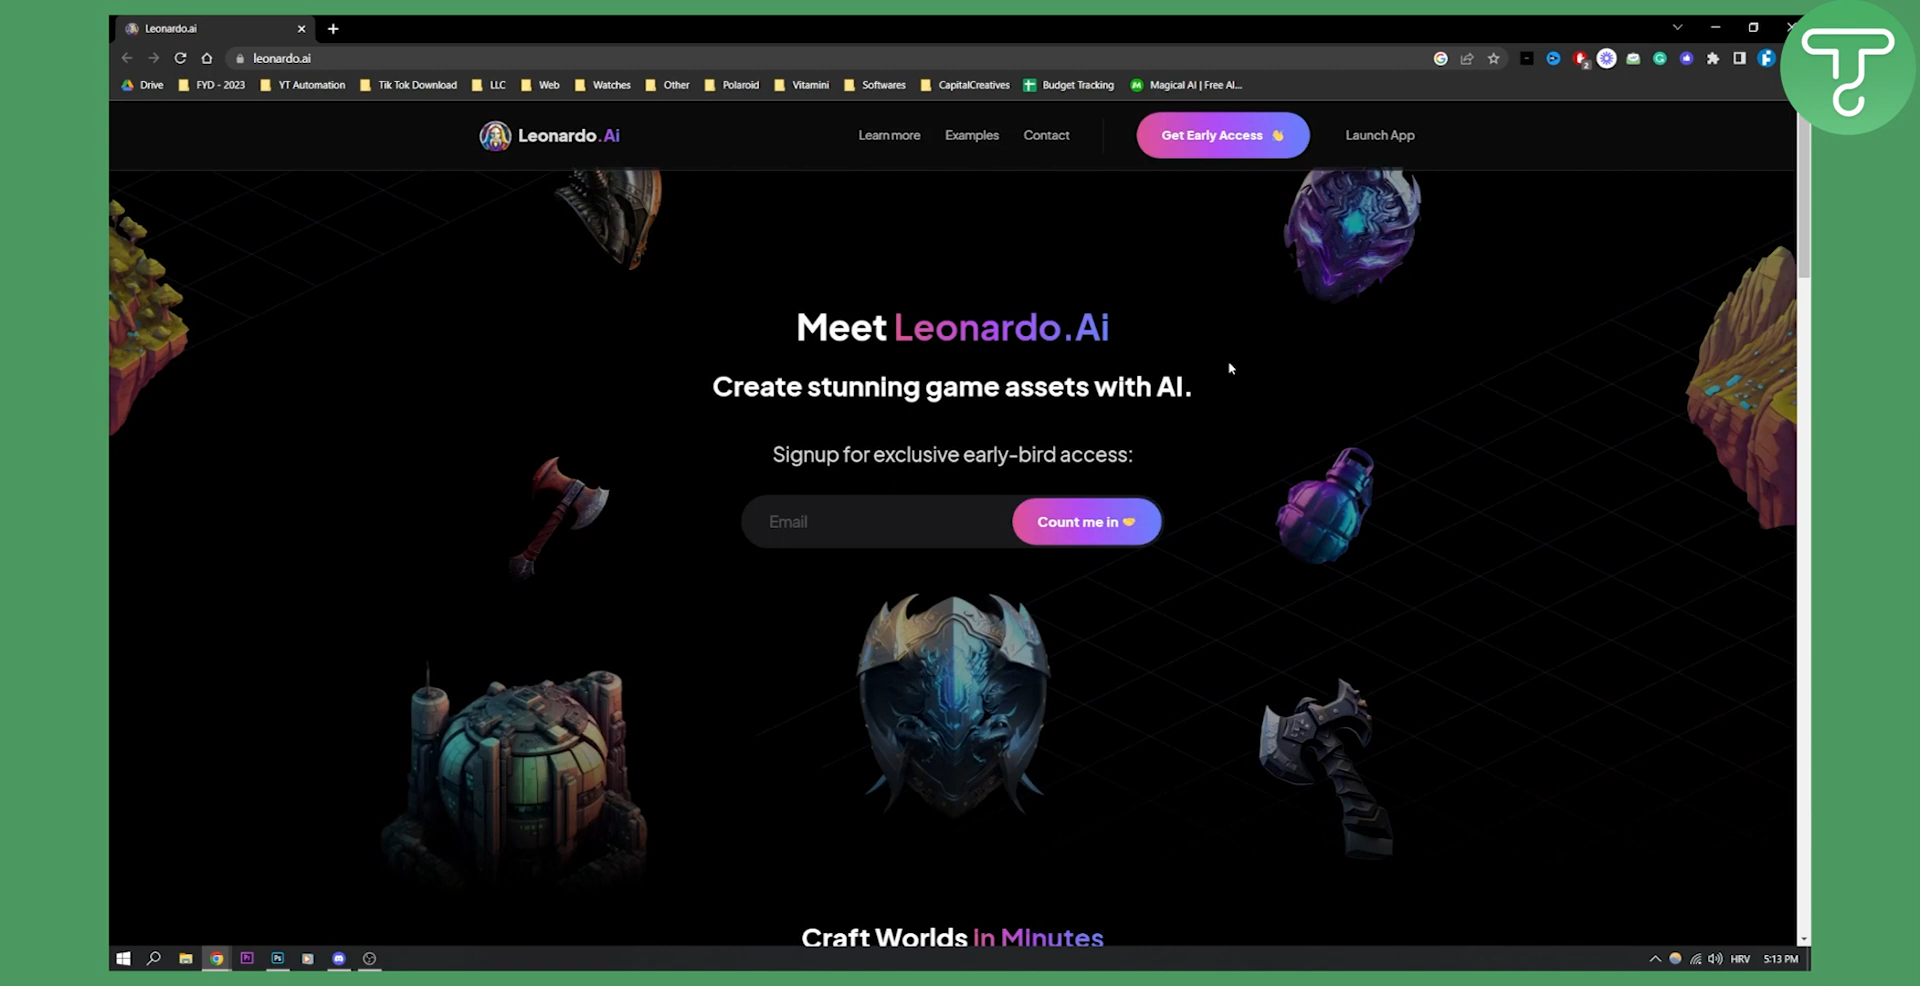 Leonardo.ai
leonardo.ai
Drive FYD - 2023 YT Automation Tik Tok Download LLC Web Watches Other Polaroid Vitamini Softwares CapitalCreatives Budget Tracking Magical AI | Free AI...
Leonardo.Ai Learn more Examples Contact Get Early Access Launch App
Meet Leonardo.Ai
Create stunning game assets with AI.
Signup for exclusive early-bird access:
Email Count me in
Craft Worlds in Minutes
HRV 5:13 PM